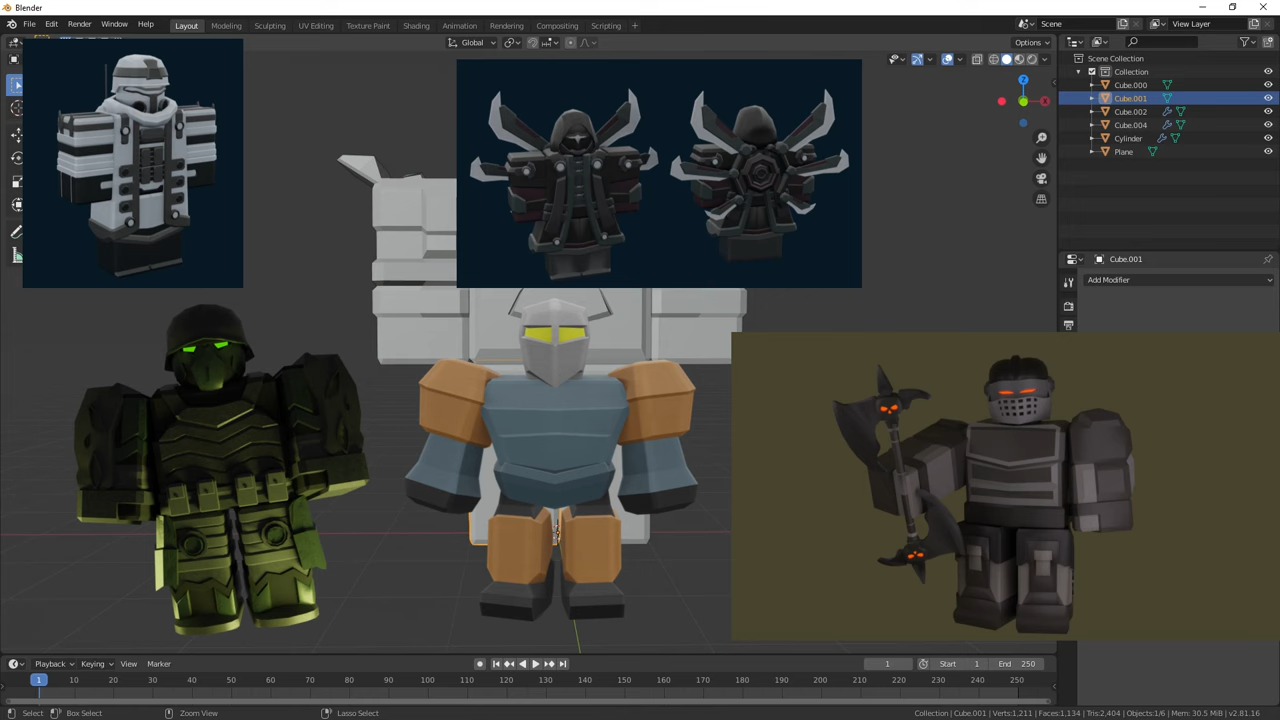 Blender
File Edit Render Window Help Layout Modeling Sculpting UV Editing Texture Paint Shading Animation Rendering Compositing Scripting + Scene View Layer
Global Options
Scene Collection
Collection
Cube.000
Cube.001
Cube.002
Cube.004
Cylinder
Plane
Z
X
Cube.001
Add Modifier
Playback Keying View Marker 1 Start 1 End 250
1 10 20 30 40 50 60 70 80 90 100 110 120 130 140 150 160 170 180 190 200 210 220 230 240 250
Select Box Select Zoom View Lasso Select Collection | Cube.001 | Verts:1,211 | Faces:1,134 | Tris:2,404 | Objects:1/6 | Mem: 30.5 MiB | v2.81.16